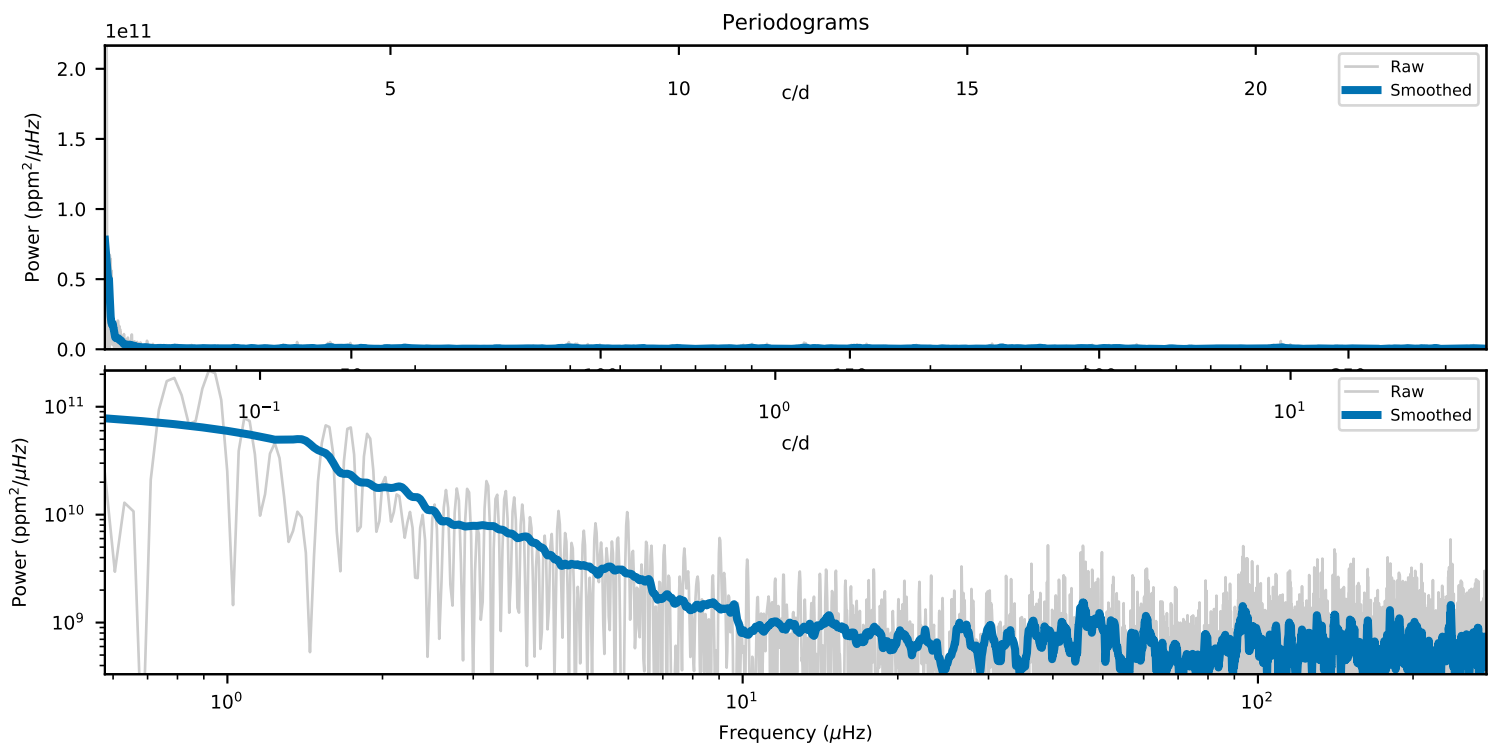 Periodograms
1e11
Power (ppm²/μHz)
2.0
1.5
1.0
0.5
0.0
5
10
15
20
c/d
Raw
Smoothed
Power (ppm²/μHz)
10¹¹
10¹⁰
10⁹
10⁻¹
10⁰
10¹
c/d
Raw
Smoothed
10⁰
10¹
10²
Frequency (μHz)